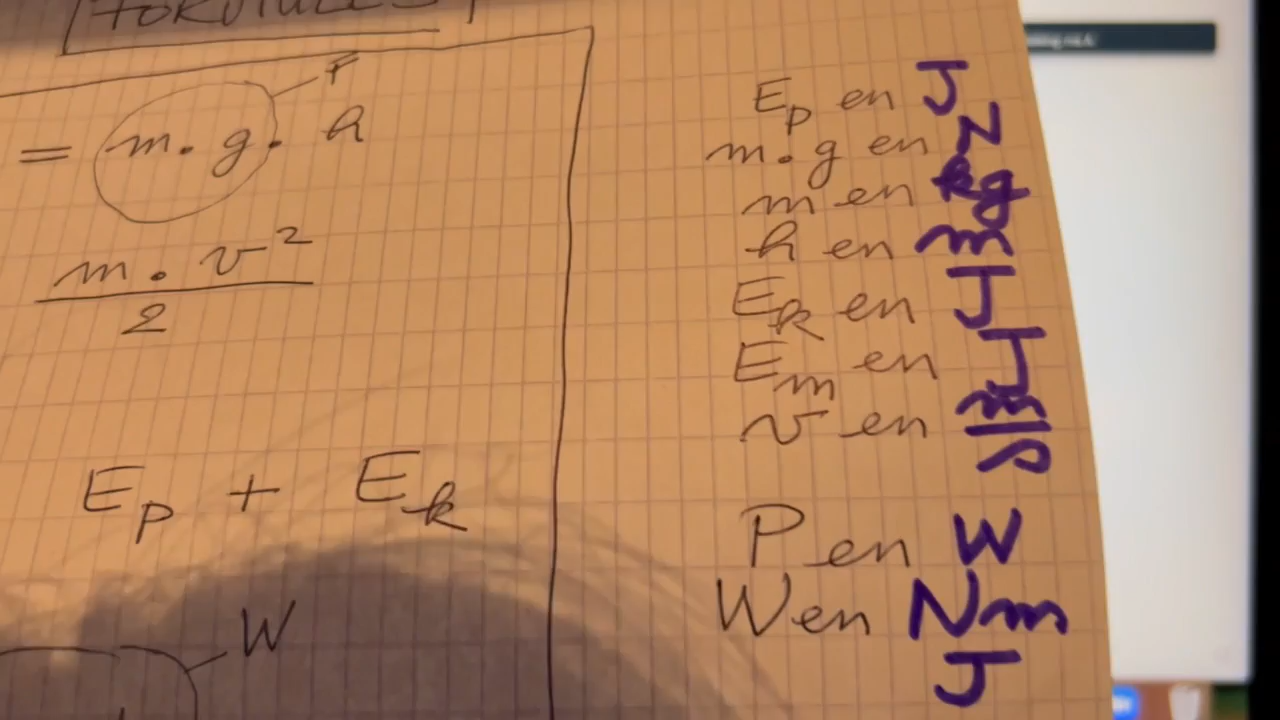 FORMULES
F
= m.g. h
m. v²
2
Ep + Ek
W
Ep en J
m.g en N
m en kg
h en m
Ek en J
Em en J
v en m/s
P en W
W en Nm
J